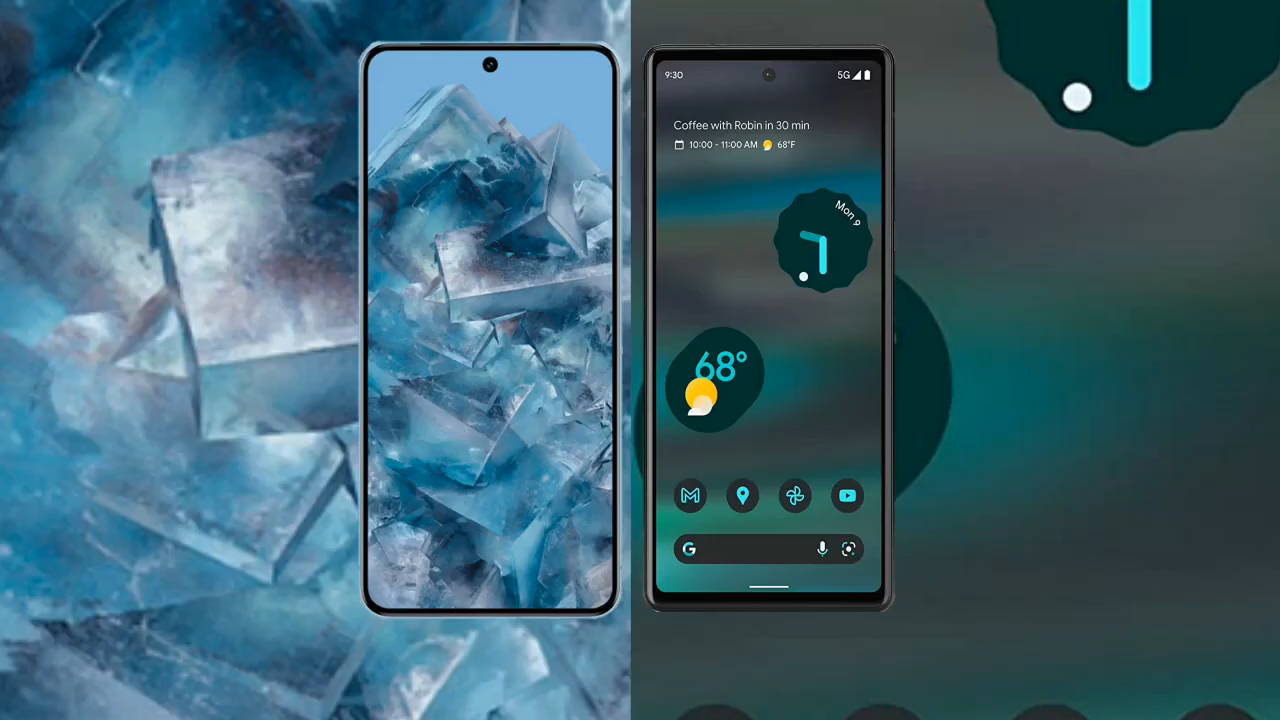 9:30
5G
Coffee with Robin in 30 min
10:00 - 11:00 AM 68°F
Mon 9
68°
G